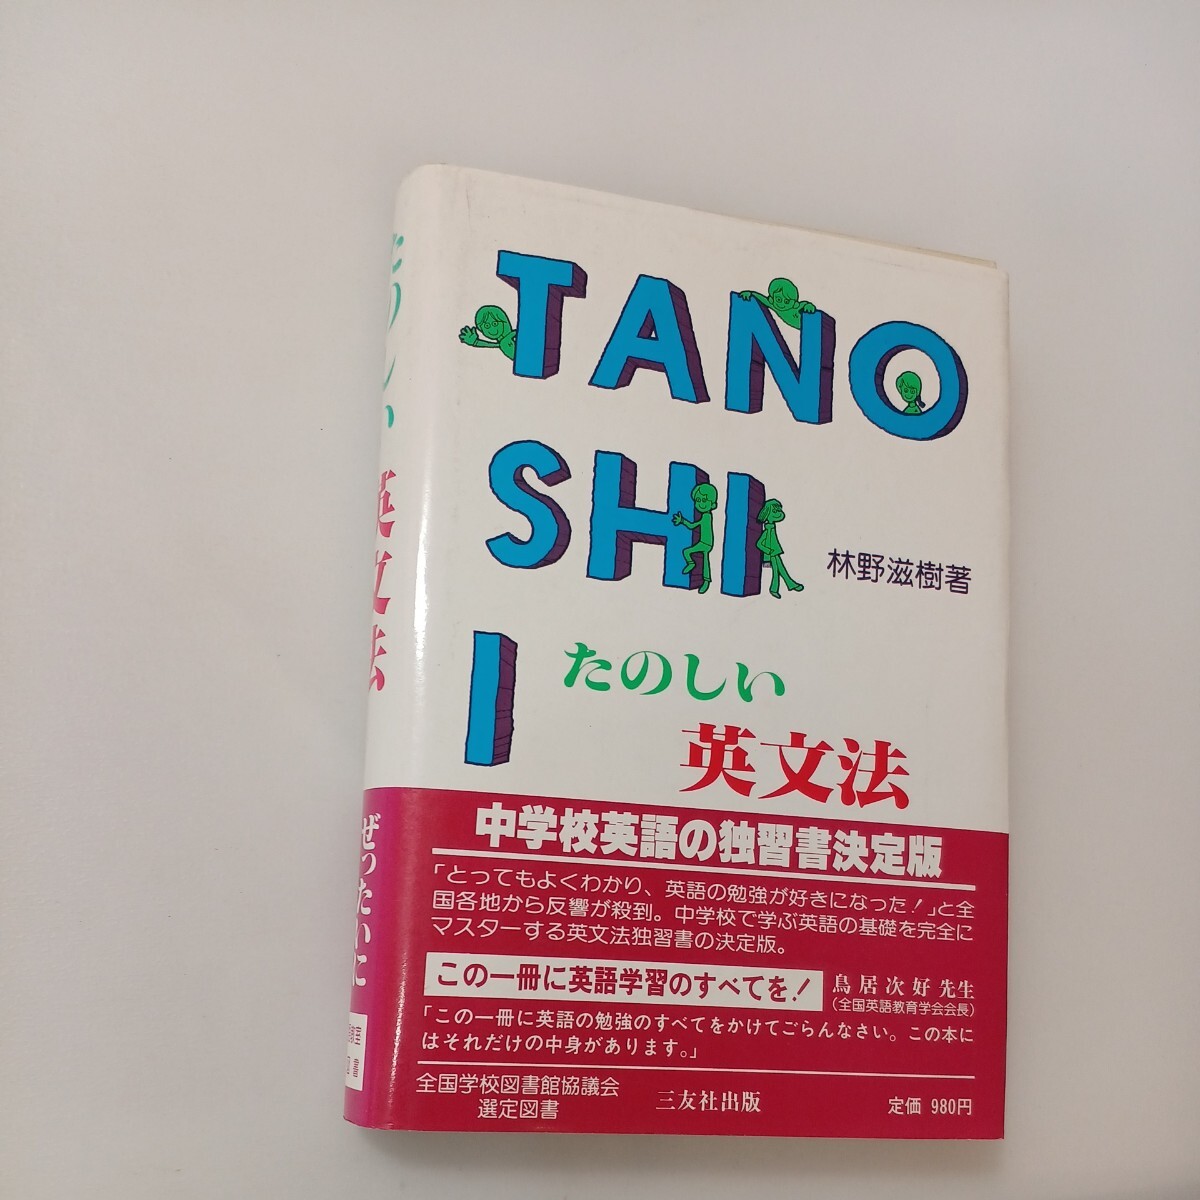 TANO
SHI
I
林野滋樹著
たのしい
英文法
中学校英語の独習書決定版
「とってもよくわかり、英語の勉強が好きになった!」と全
国各地から反響が殺到。中学校で学ぶ英語の基礎を完全に
マスターする英文法独習書の決定版。
この一冊に英語学習のすべてを!
鳥居次好先生
(全国英語教育学会会長)
「この一冊に英語の勉強のすべてをかけてごらんなさい。この本に
はそれだけの中身があります。」
全国学校図書館協議会
選定図書
三友社出版
定価 980円
たのしい英文法
ぜったいに